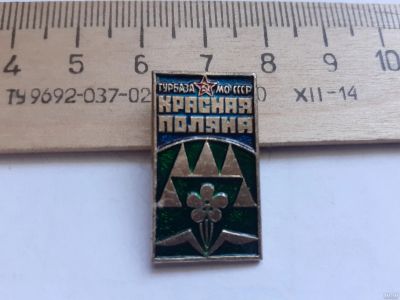 4 5 6 7 8 9 10
ТУ 9692-037-02 XII-14
ТУРБАЗА МО СССР
КРАСНАЯ
ПОЛЯНА